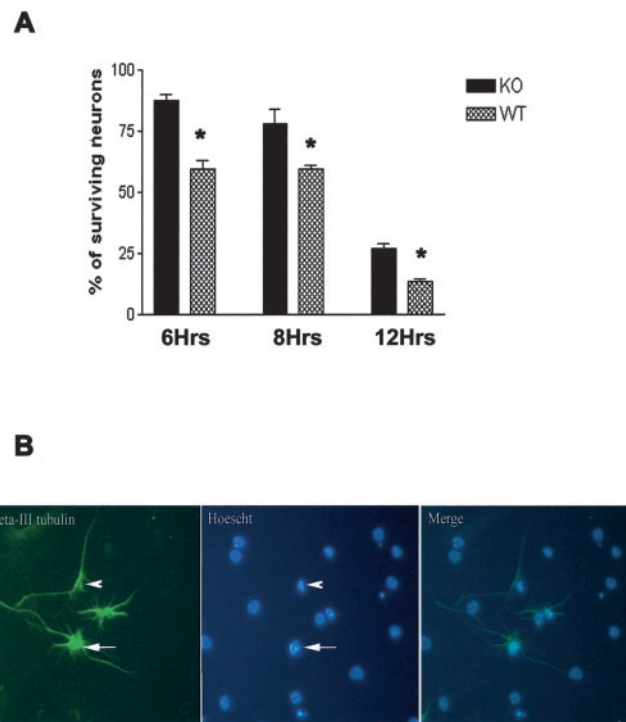 A
% of surviving neurons
100
75
50
25
0
*
*
*
6Hrs 8Hrs 12Hrs
KO
WT
B
eta-III tubulin
Hoescht
Merge